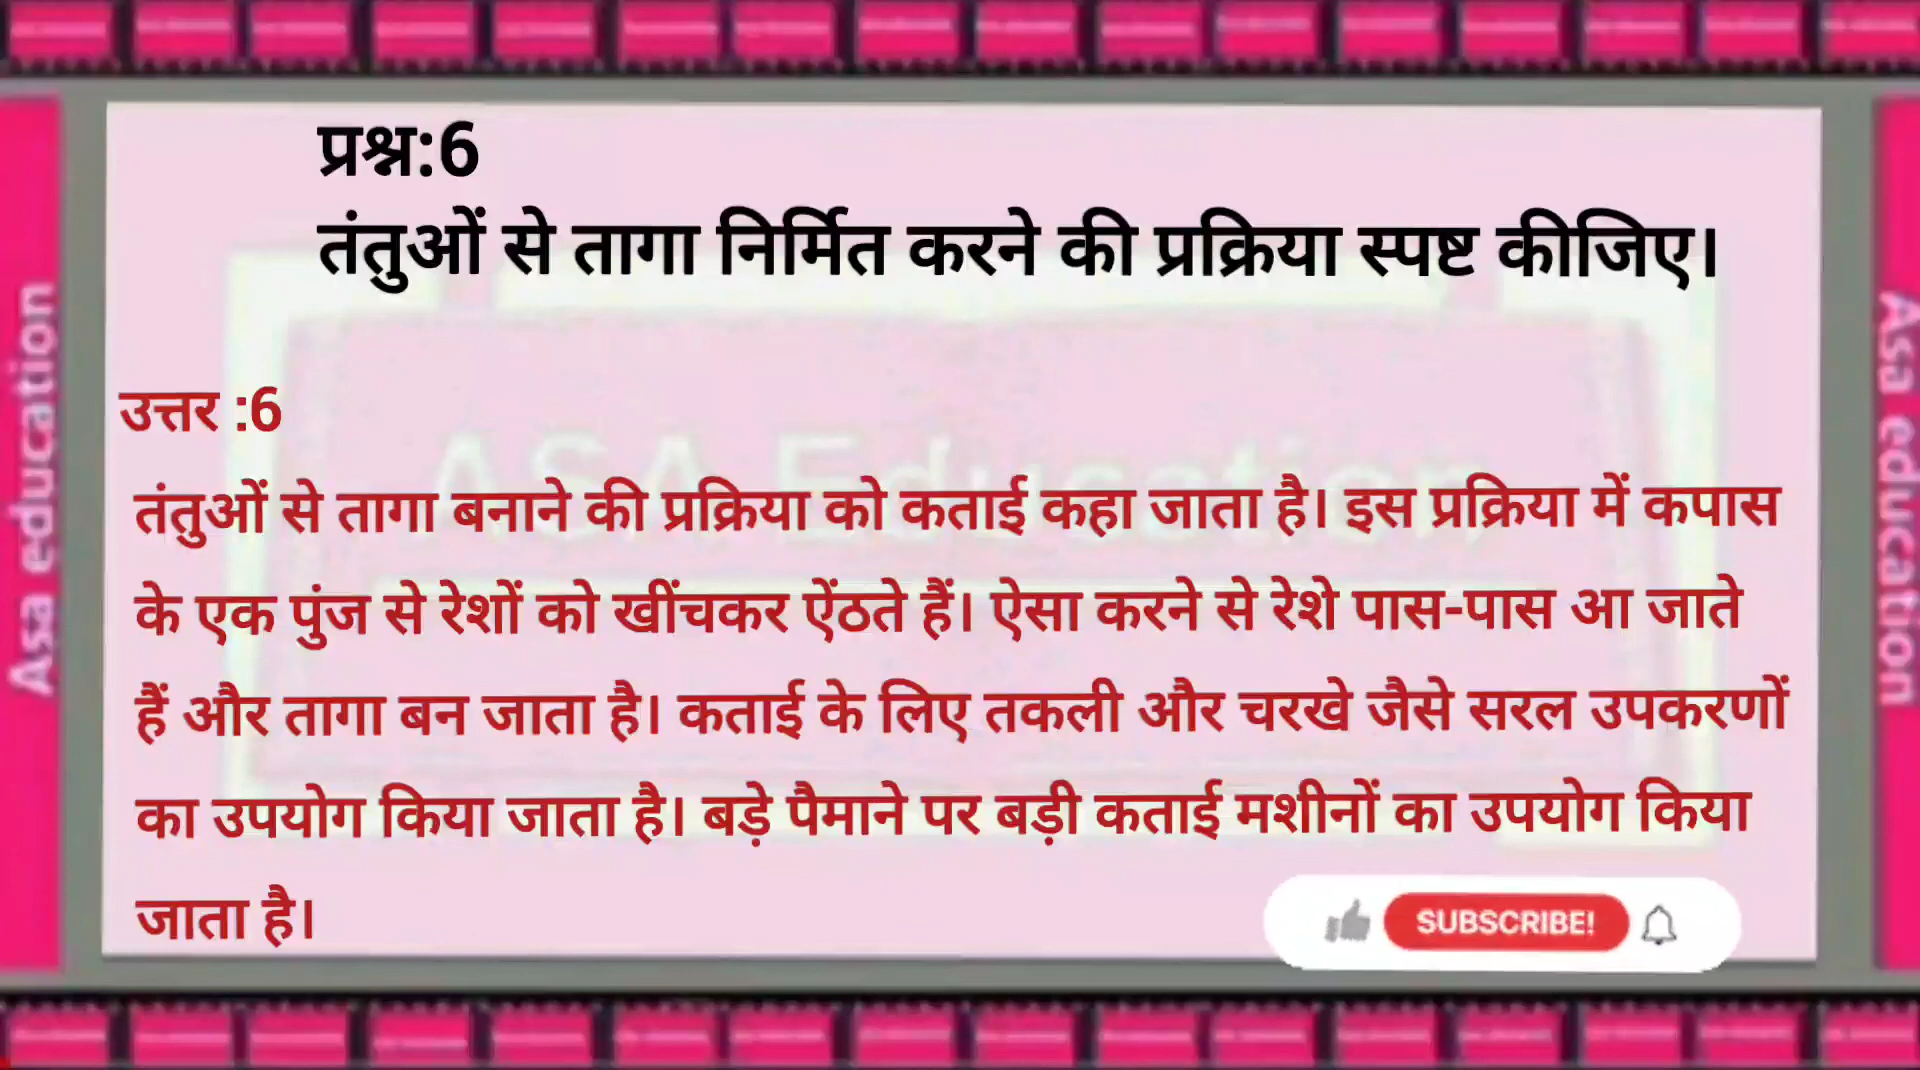 प्रश्न:6
तंतुओं से तागा निर्मित करने की प्रक्रिया स्पष्ट कीजिए।
उत्तर :6
तंतुओं से तागा बनाने की प्रक्रिया को कताई कहा जाता है। इस प्रक्रिया में कपास
के एक पुंज से रेशों को खींचकर ऐंठते हैं। ऐसा करने से रेशे पास-पास आ जाते
हैं और तागा बन जाता है। कताई के लिए तकली और चरखे जैसे सरल उपकरणों
का उपयोग किया जाता है। बड़े पैमाने पर बड़ी कताई मशीनों का उपयोग किया
जाता है।
SUBSCRIBE!
Asa education
Asa education
ASA Education